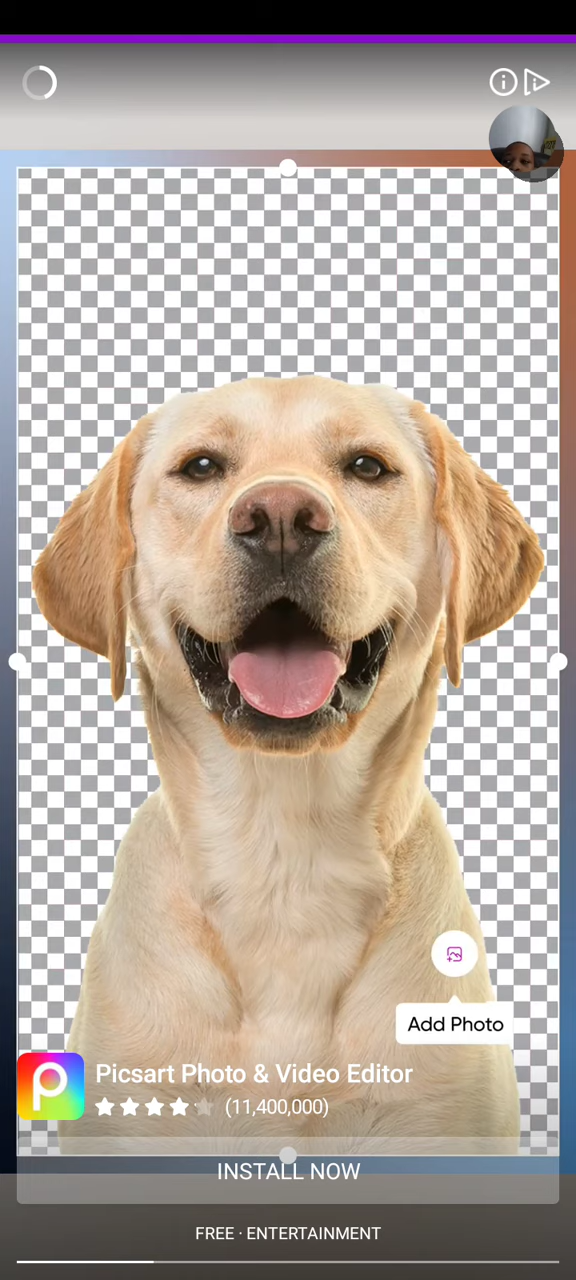 Add Photo
Picsart Photo & Video Editor
(11,400,000)
INSTALL NOW
FREE · ENTERTAINMENT